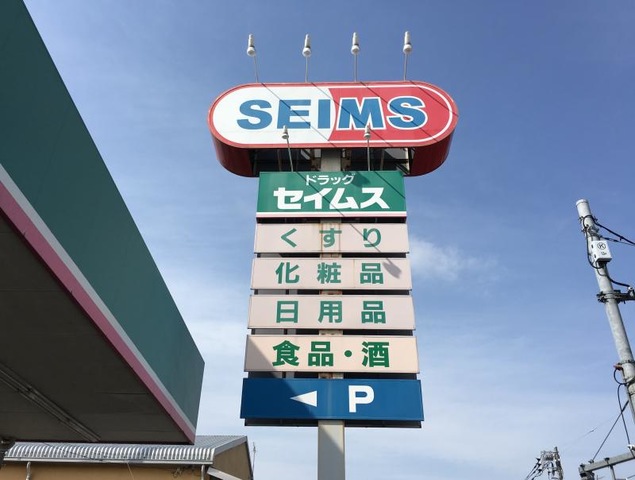 SEIMS
ドラッグ
セイムス
くすり
化粧品
日用品
食品・酒
P